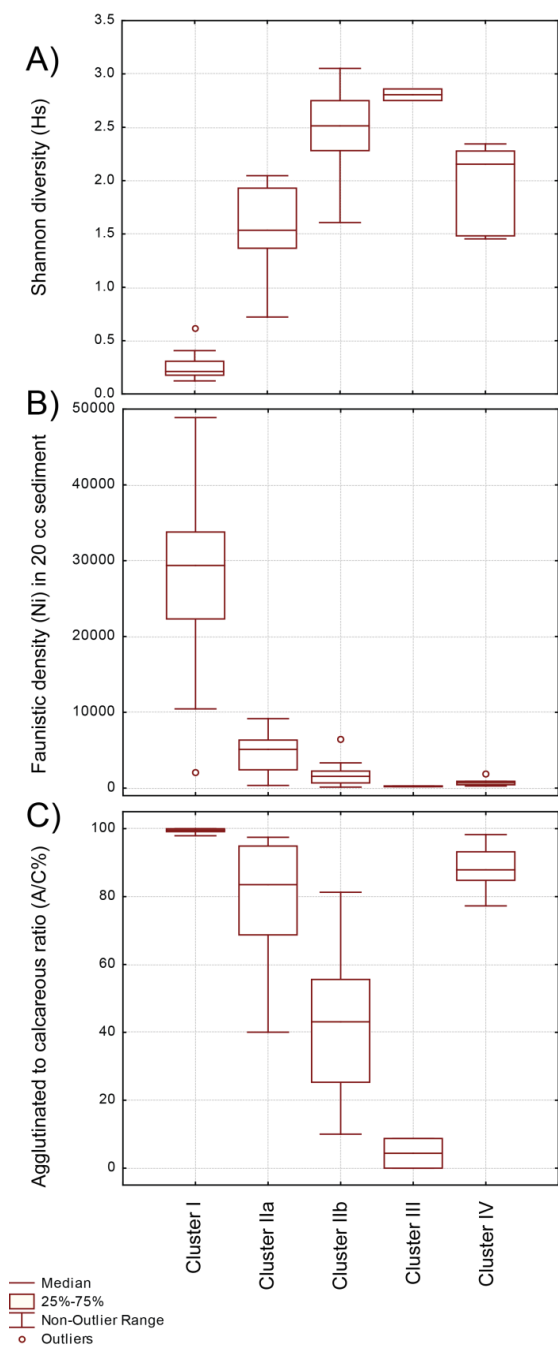 A)
Shannon diversity (Hs)
3.5
3.0
2.5
2.0
1.5
0.5
0.0
B)
Faunistic density (Ni) in 20 cc sediment
50000
40000
30000
20000
10000
0
C)
Agglutinated to calcareous ratio (A/C%)
100
80
60
40
20
0
Cluster I
Cluster IIa
Cluster IIb
Cluster III
Cluster IV
Median
25%-75%
Non-Outlier Range
Outliers